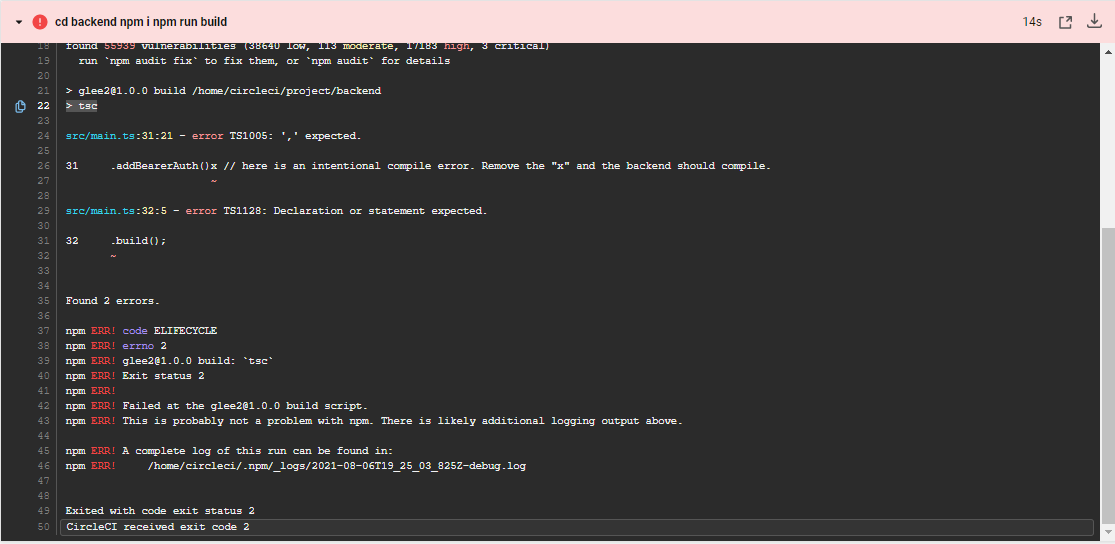 cd backend npm i npm run build
14s
18 found 55939 vulnerabilities (38640 low, 113 moderate, 17183 high, 3 critical)
19 run `npm audit fix` to fix them, or `npm audit` for details
20
21 > glee2@1.0.0 build /home/circleci/project/backend
22 > tsc
23
24 src/main.ts:31:21 - error TS1005: ',' expected.
25
26 31 .addBearerAuth()x // here is an intentional compile error. Remove the "x" and the backend should compile.
27 ~
28
29 src/main.ts:32:5 - error TS1128: Declaration or statement expected.
30
31 32 .build();
32 ~
33
34
35 Found 2 errors.
36
37 npm ERR! code ELIFECYCLE
38 npm ERR! errno 2
39 npm ERR! glee2@1.0.0 build: `tsc`
40 npm ERR! Exit status 2
41 npm ERR!
42 npm ERR! Failed at the glee2@1.0.0 build script.
43 npm ERR! This is probably not a problem with npm. There is likely additional logging output above.
44
45 npm ERR! A complete log of this run can be found in:
46 npm ERR! /home/circleci/.npm/_logs/2021-08-06T19_25_03_825Z-debug.log
47
48
49 Exited with code exit status 2
50 CircleCI received exit code 2